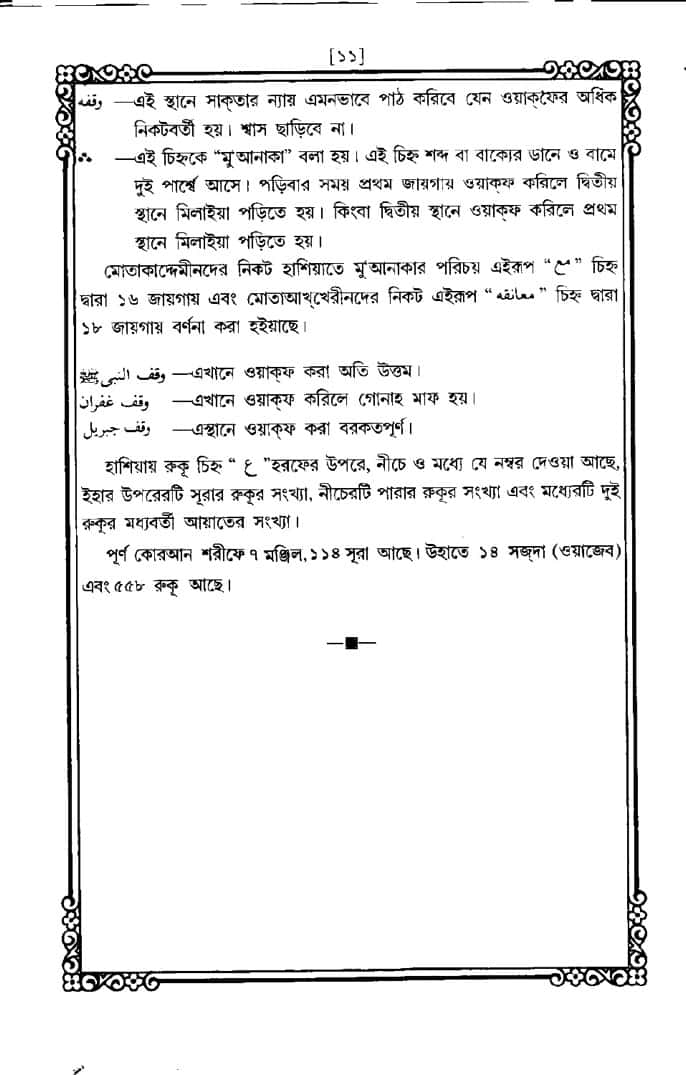 [১১]
وقفه —এই স্থানে সাক্‌তার ন্যায় এমনভাবে পাঠ করিবে যেন ওয়াক্‌ফের অধিক
নিকটবর্তী হয়। শ্বাস ছাড়িবে না।
∴ —এই চিহ্নকে “মু'আনাকা” বলা হয়। এই চিহ্ন শব্দ বা বাক্যের ডানে ও বামে
দুই পার্শ্বে আসে। পড়িবার সময় প্রথম জায়গায় ওয়াক্‌ফ করিলে দ্বিতীয়
স্থানে মিলাইয়া পড়িতে হয়। কিংবা দ্বিতীয় স্থানে ওয়াক্‌ফ করিলে প্রথম
স্থানে মিলাইয়া পড়িতে হয়।
মোতাকাদ্দেমীনদের নিকট হাশিয়াতে মু'আনাকার পরিচয় এইরূপ “ مع ” চিহ্ন
দ্বারা ১৬ জায়গায় এবং মোতাআখ্‌খেরীনদের নিকট এইরূপ “ معانقه ” চিহ্ন দ্বারা
১৮ জায়গায় বর্ণনা করা হইয়াছে।
وقف النبى ﷺ —এখানে ওয়াক্‌ফ করা অতি উত্তম।
وقف غفران —এখানে ওয়াক্‌ফ করিলে গোনাহ মাফ হয়।
وقف جبريل —এস্থানে ওয়াক্‌ফ করা বরকতপূর্ণ।
হাশিয়ায় রুকূ চিহ্ন “ ع ”হরফের উপরে, নীচে ও মধ্যে যে নম্বর দেওয়া আছে,
ইহার উপরেরটি সূরার রুকূর সংখ্যা, নীচেরটি পারার রুকূর সংখ্যা এবং মধ্যেরটি দুই
রুকূর মধ্যবর্তী আয়াতের সংখ্যা।
পূর্ণ কোরআন শরীফে ৭ মঞ্জিল, ১১৪ সূরা আছে। উহাতে ১৪ সজ্‌দা (ওয়াজেব)
এবং ৫৫৮ রুকূ আছে।